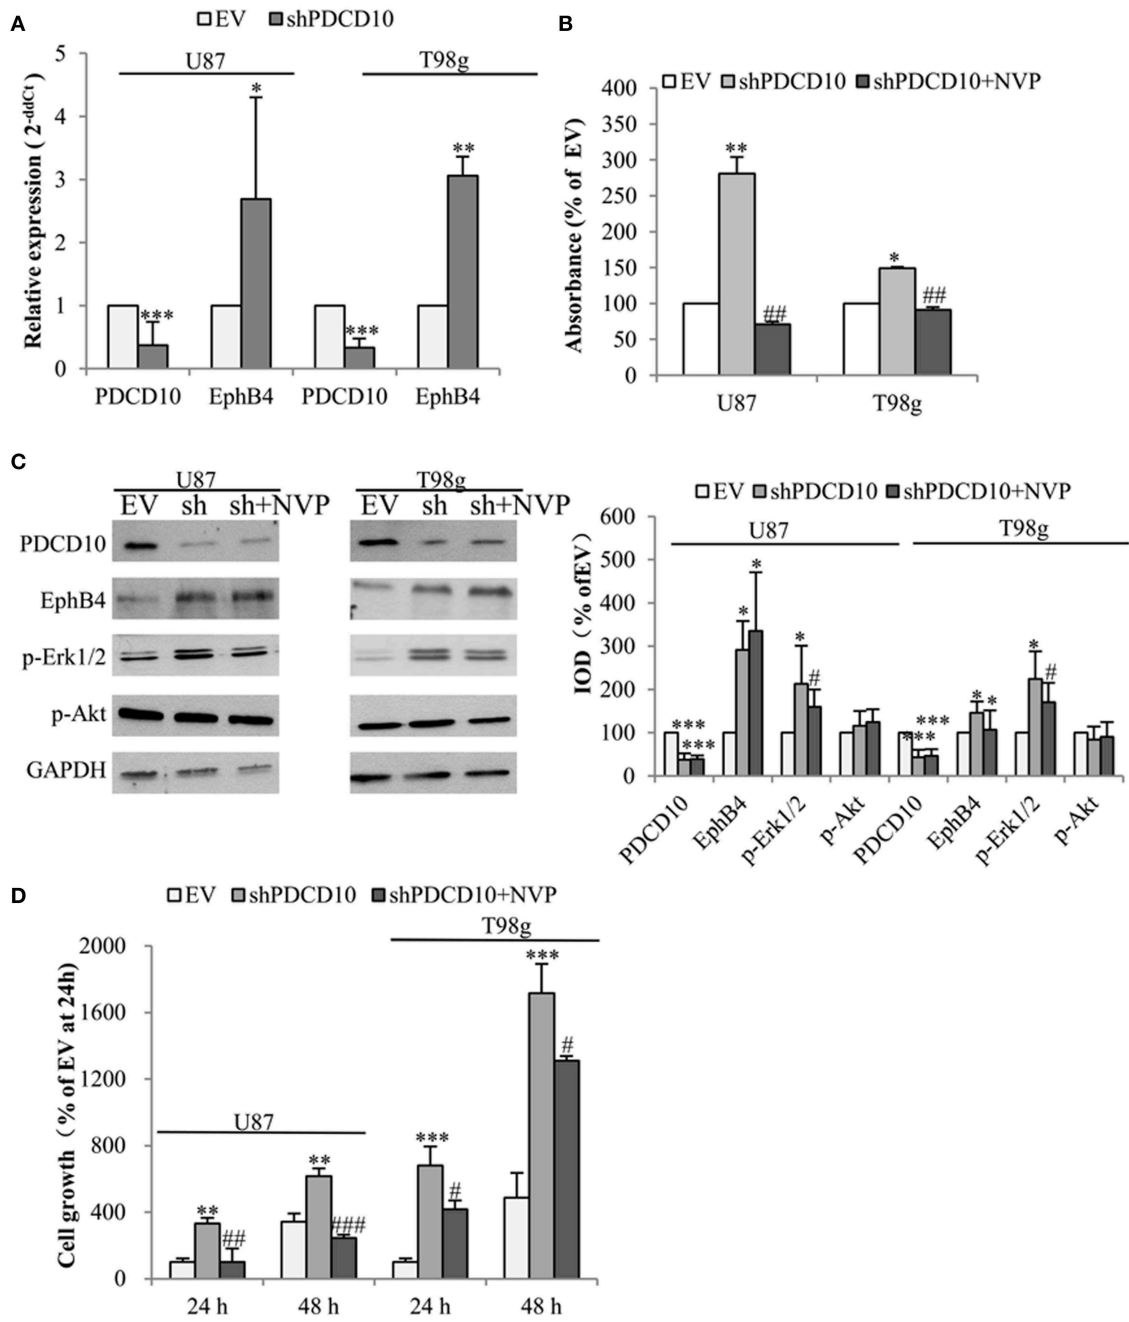 A
EV shPDCD10
U87 T98g
Relative expression ( 2-ddCt )
5
4
3
2
1
0
* ** *** ***
PDCD10 EphB4 PDCD10 EphB4
B
EV shPDCD10 shPDCD10+NVP
Absorbance (% of EV)
400
350
300
250
200
150
100
50
0
** ## * ##
U87 T98g
C
U87 T98g
EV sh sh+NVP EV sh sh+NVP
PDCD10
EphB4
p-Erk1/2
p-Akt
GAPDH
EV shPDCD10 shPDCD10+NVP
U87 T98g
IOD ( % ofEV)
600
500
400
300
200
100
0
*** *** * * * # *** *** * * * #
PDCD10 EphB4 p-Erk1/2 p-Akt PDCD10 EphB4 p-Erk1/2 p-Akt
D
EV shPDCD10 shPDCD10+NVP
T98g
U87
Cell growth ( % of EV at 24h)
2000
1600
1200
800
400
0
** ## ** ### *** # *** #
24 h 48 h 24 h 48 h